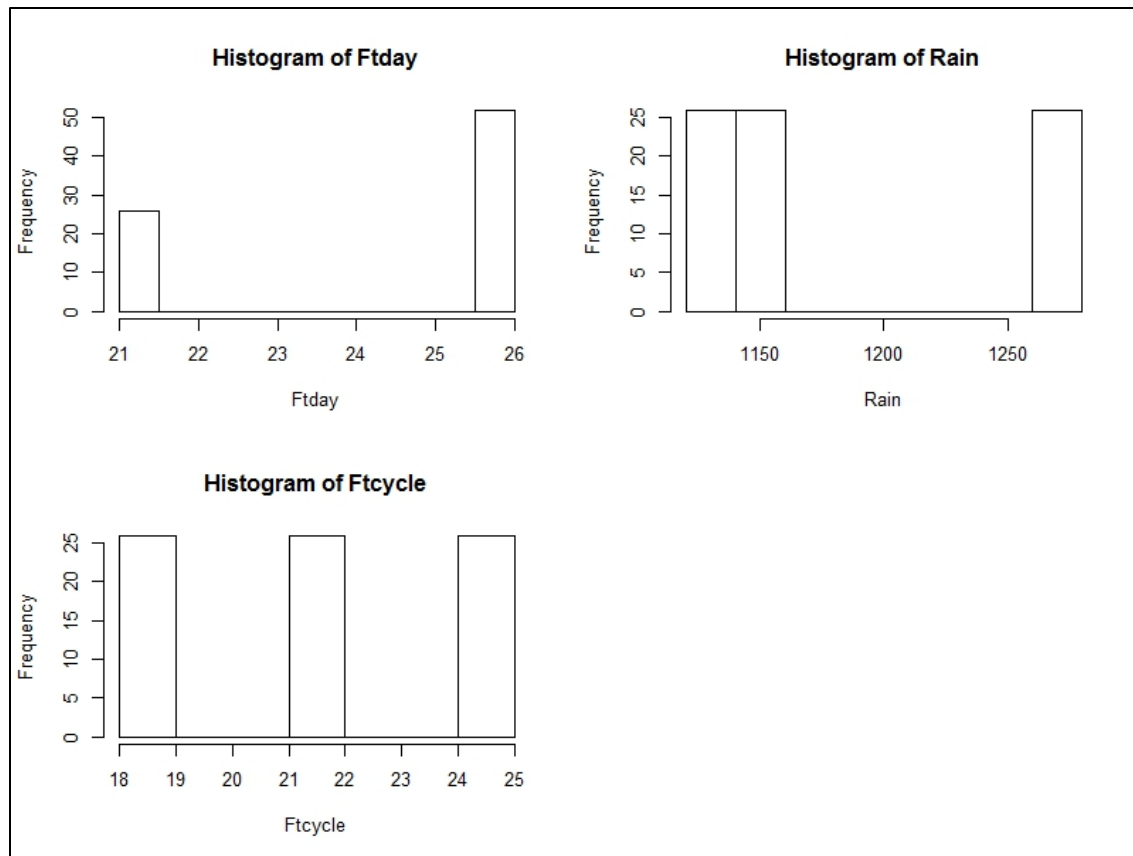 Histogram of Ftday
Frequency
50
40
30
20
10
0
21 22 23 24 25 26
Ftday
Histogram of Rain
Frequency
25
20
15
10
5
0
1150 1200 1250
Rain
Histogram of Ftcycle
Frequency
25
20
15
10
5
0
18 19 20 21 22 23 24 25
Ftcycle